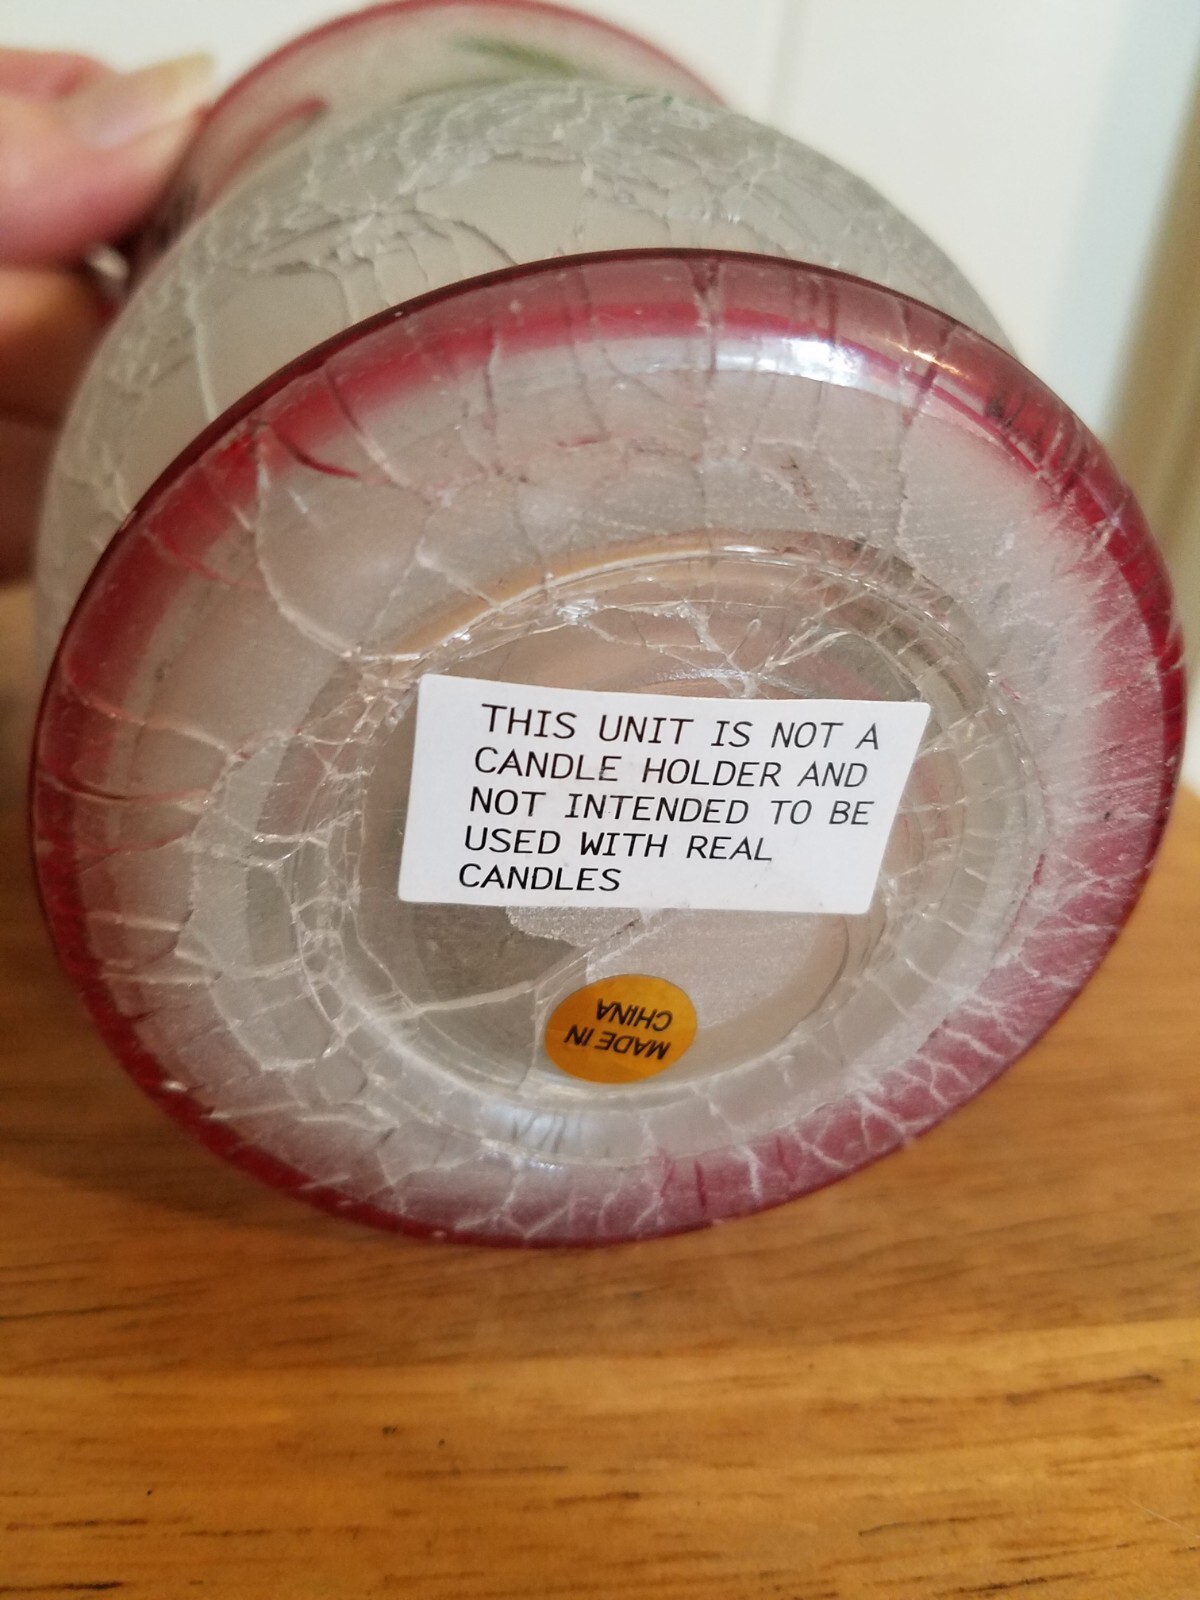 THIS UNIT IS NOT A
CANDLE HOLDER AND
NOT INTENDED TO BE
USED WITH REAL
CANDLES
MADE IN
CHINA